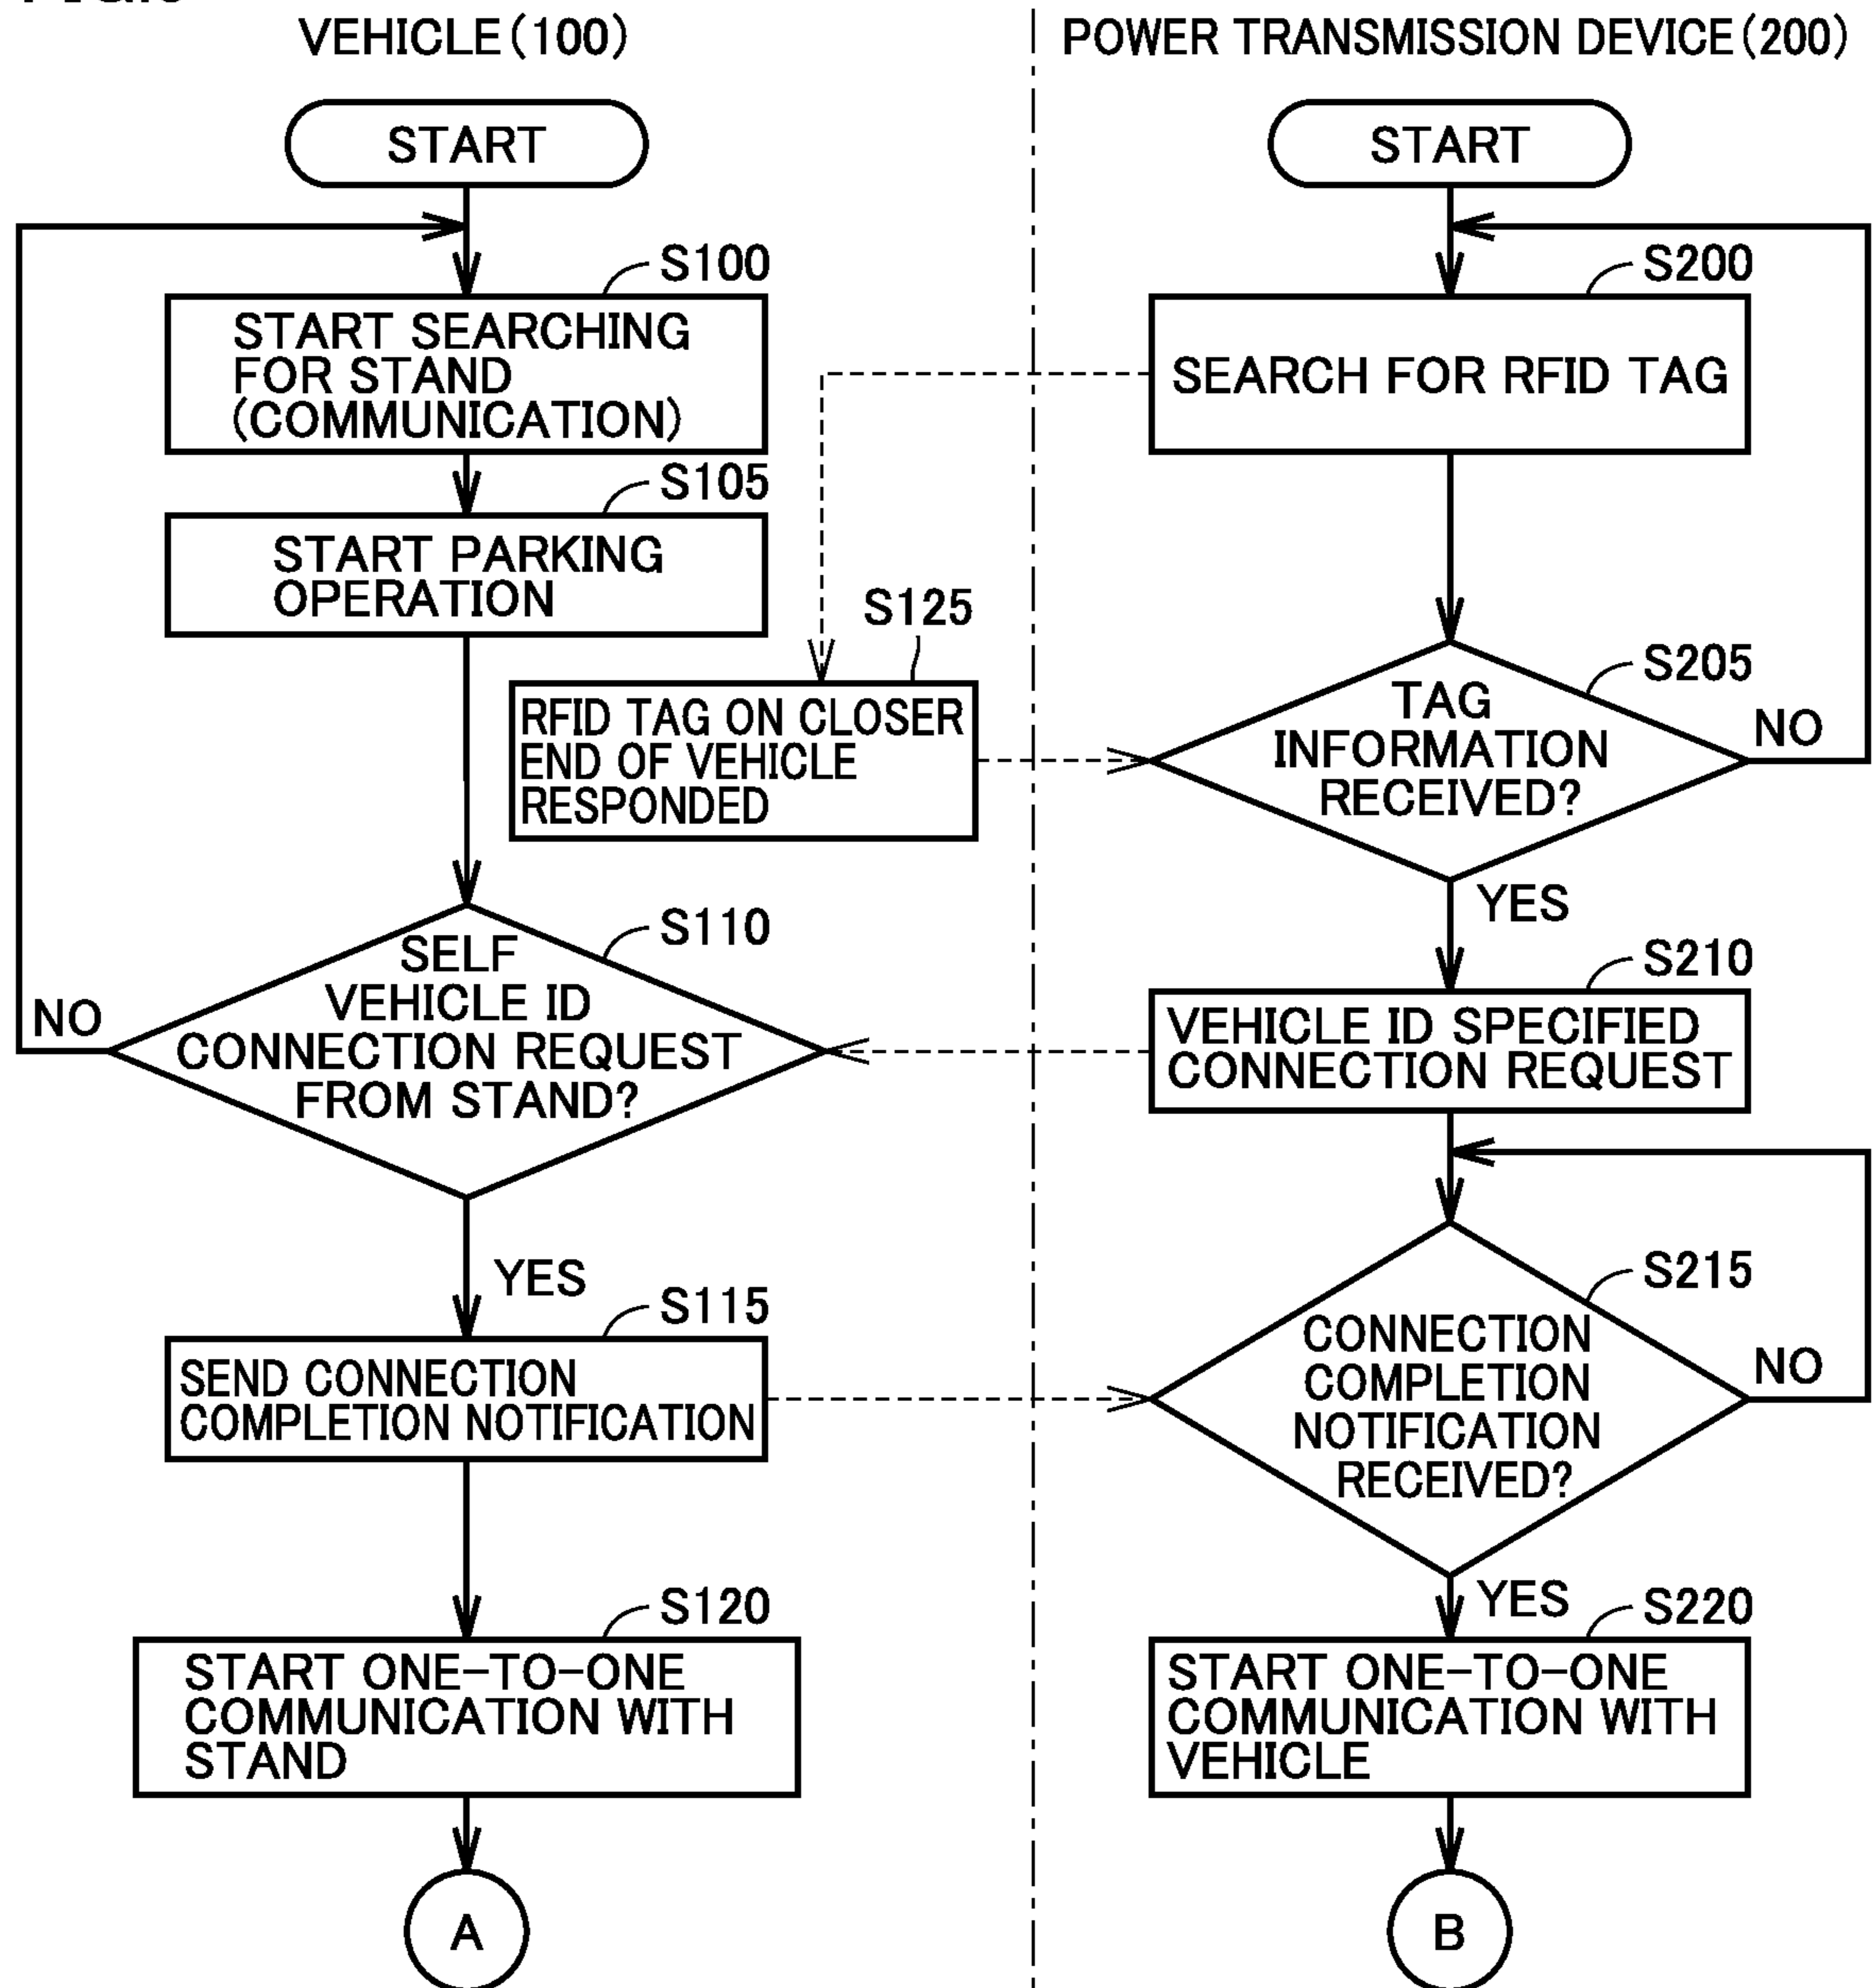 VEHICLE(100)
POWER TRANSMISSION DEVICE(200)
START
S100
START SEARCHING
FOR STAND
(COMMUNICATION)
S105
START PARKING
OPERATION
S125
RFID TAG ON CLOSER
END OF VEHICLE
RESPONDED
S110
SELF
VEHICLE ID
CONNECTION REQUEST
FROM STAND?
NO
YES
S115
SEND CONNECTION
COMPLETION NOTIFICATION
S120
START ONE-TO-ONE
COMMUNICATION WITH
STAND
A
START
S200
SEARCH FOR RFID TAG
S205
TAG
INFORMATION
RECEIVED?
NO
YES
S210
VEHICLE ID SPECIFIED
CONNECTION REQUEST
S215
CONNECTION
COMPLETION
NOTIFICATION
RECEIVED?
NO
YES
S220
START ONE-TO-ONE
COMMUNICATION WITH
VEHICLE
B